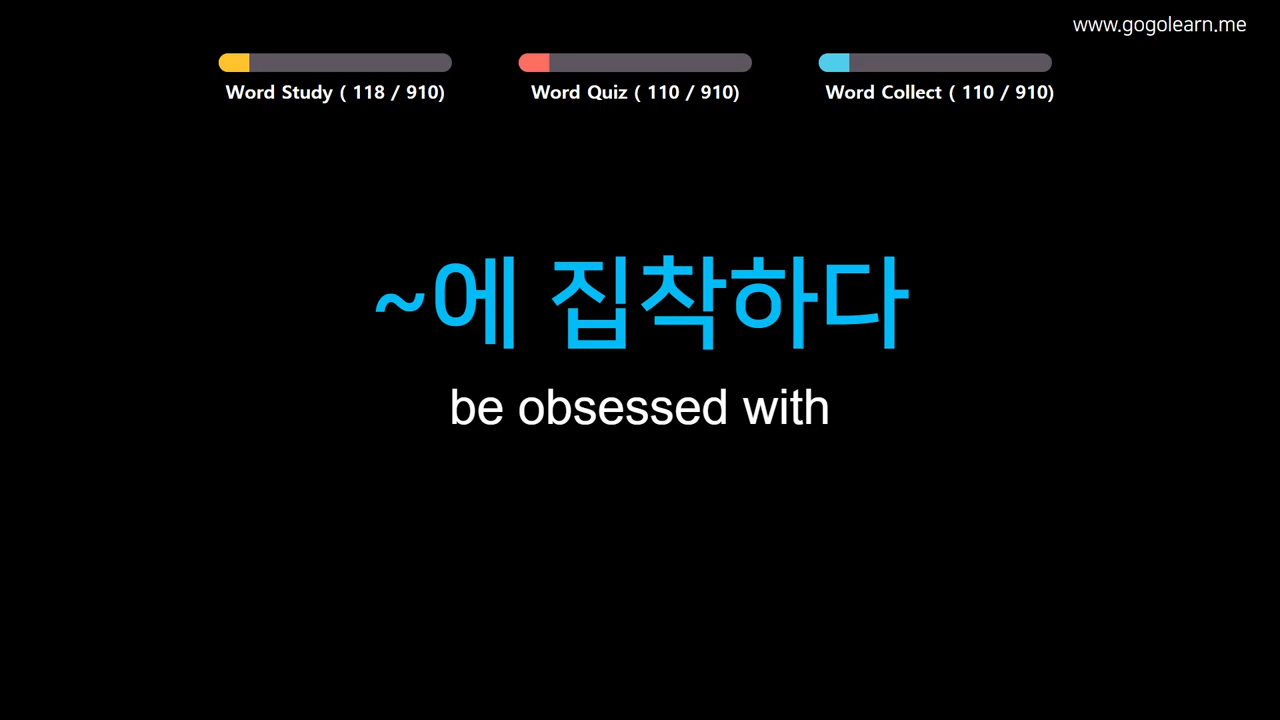 www.gogolearn.me
Word Study ( 118 / 910)
Word Quiz ( 110 / 910)
Word Collect ( 110 / 910)
~에 집착하다
be obsessed with